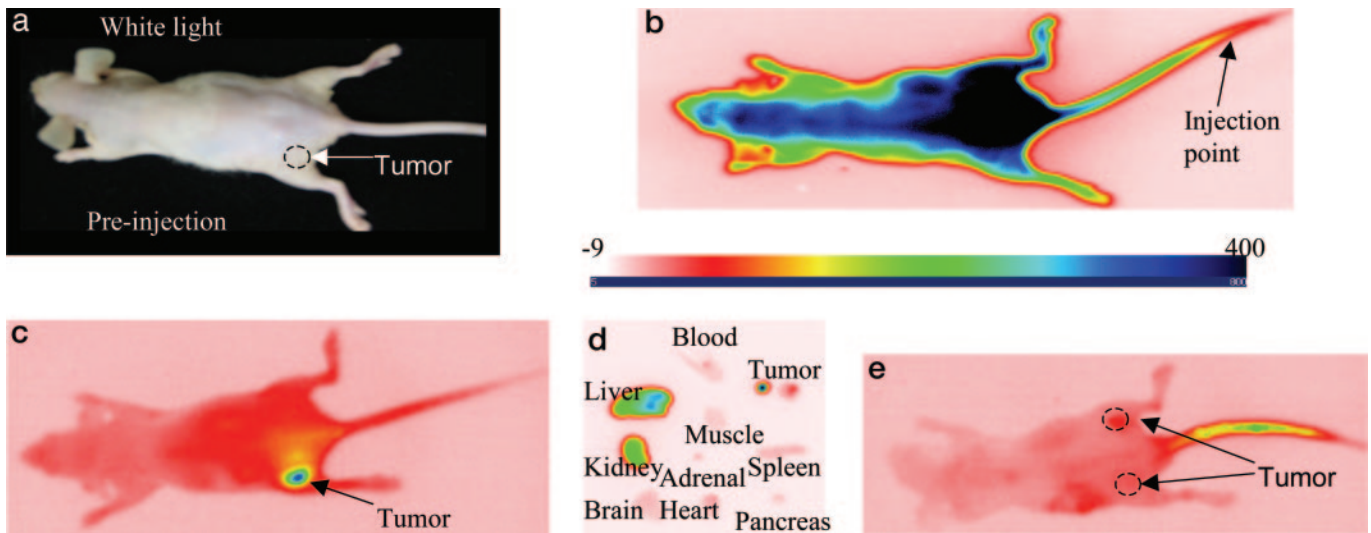 a
White light
Tumor
Pre-injection
b
Injection
point
-9
400
800
c
Tumor
d
Blood
Tumor
Liver
Muscle
Kidney
Adrenal
Spleen
Brain
Heart
Pancreas
e
Tumor